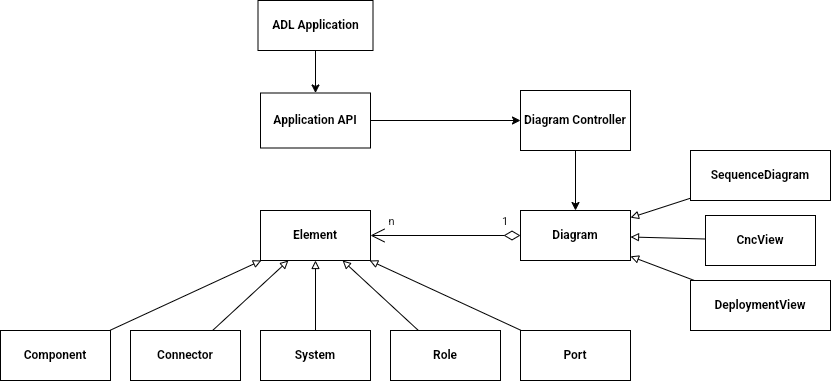 ADL Application
Application API
Diagram Controller
SequenceDiagram
n
1
Element
Diagram
CncView
DeploymentView
Component
Connector
System
Role
Port